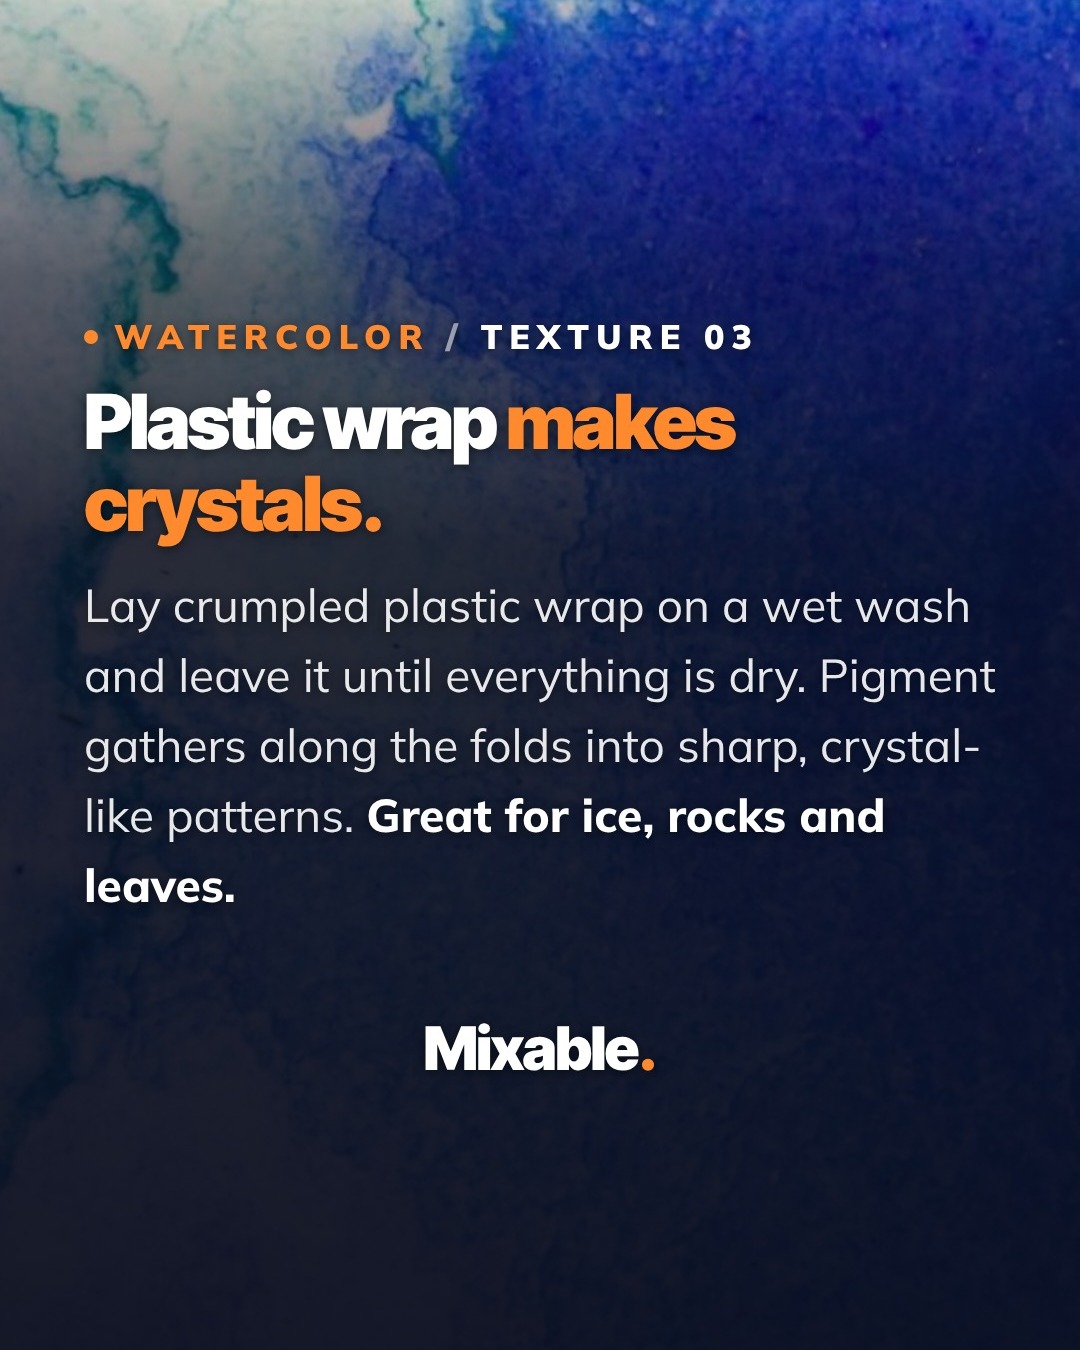 • WATERCOLOR / TEXTURE 03
Plastic wrap makes
crystals.
Lay crumpled plastic wrap on a wet wash
and leave it until everything is dry. Pigment
gathers along the folds into sharp, crystal-
like patterns. Great for ice, rocks and
leaves.
Mixable.